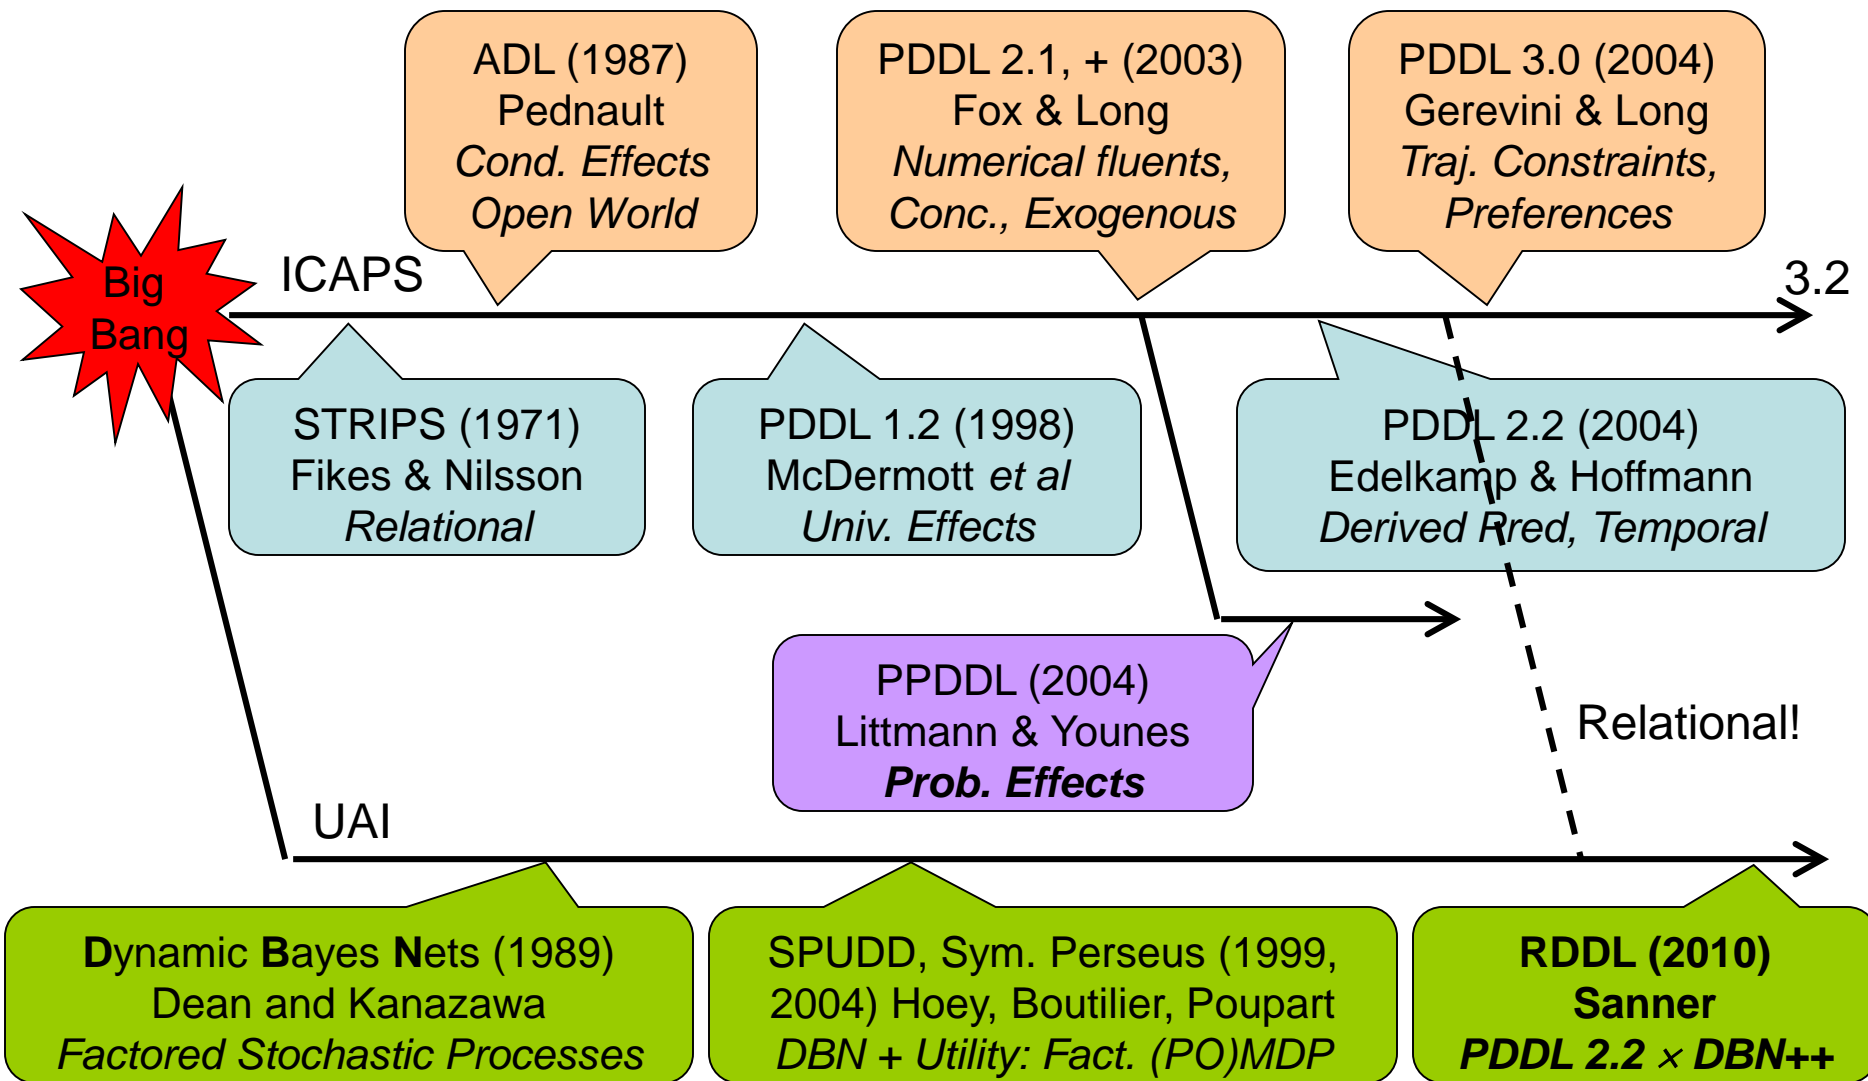 ADL (1987)
Pednault
Cond. Effects
Open World
PDDL 2.1, + (2003)
Fox & Long
Numerical fluents,
Conc., Exogenous
PDDL 3.0 (2004)
Gerevini & Long
Traj. Constraints,
Preferences
Big
Bang
ICAPS
3.2
STRIPS (1971)
Fikes & Nilsson
Relational
PDDL 1.2 (1998)
McDermott et al
Univ. Effects
PDDL 2.2 (2004)
Edelkamp & Hoffmann
Derived Pred, Temporal
PPDDL (2004)
Littmann & Younes
Prob. Effects
Relational!
UAI
Dynamic Bayes Nets (1989)
Dean and Kanazawa
Factored Stochastic Processes
SPUDD, Sym. Perseus (1999,
2004) Hoey, Boutilier, Poupart
DBN + Utility: Fact. (PO)MDP
RDDL (2010)
Sanner
PDDL 2.2 × DBN++